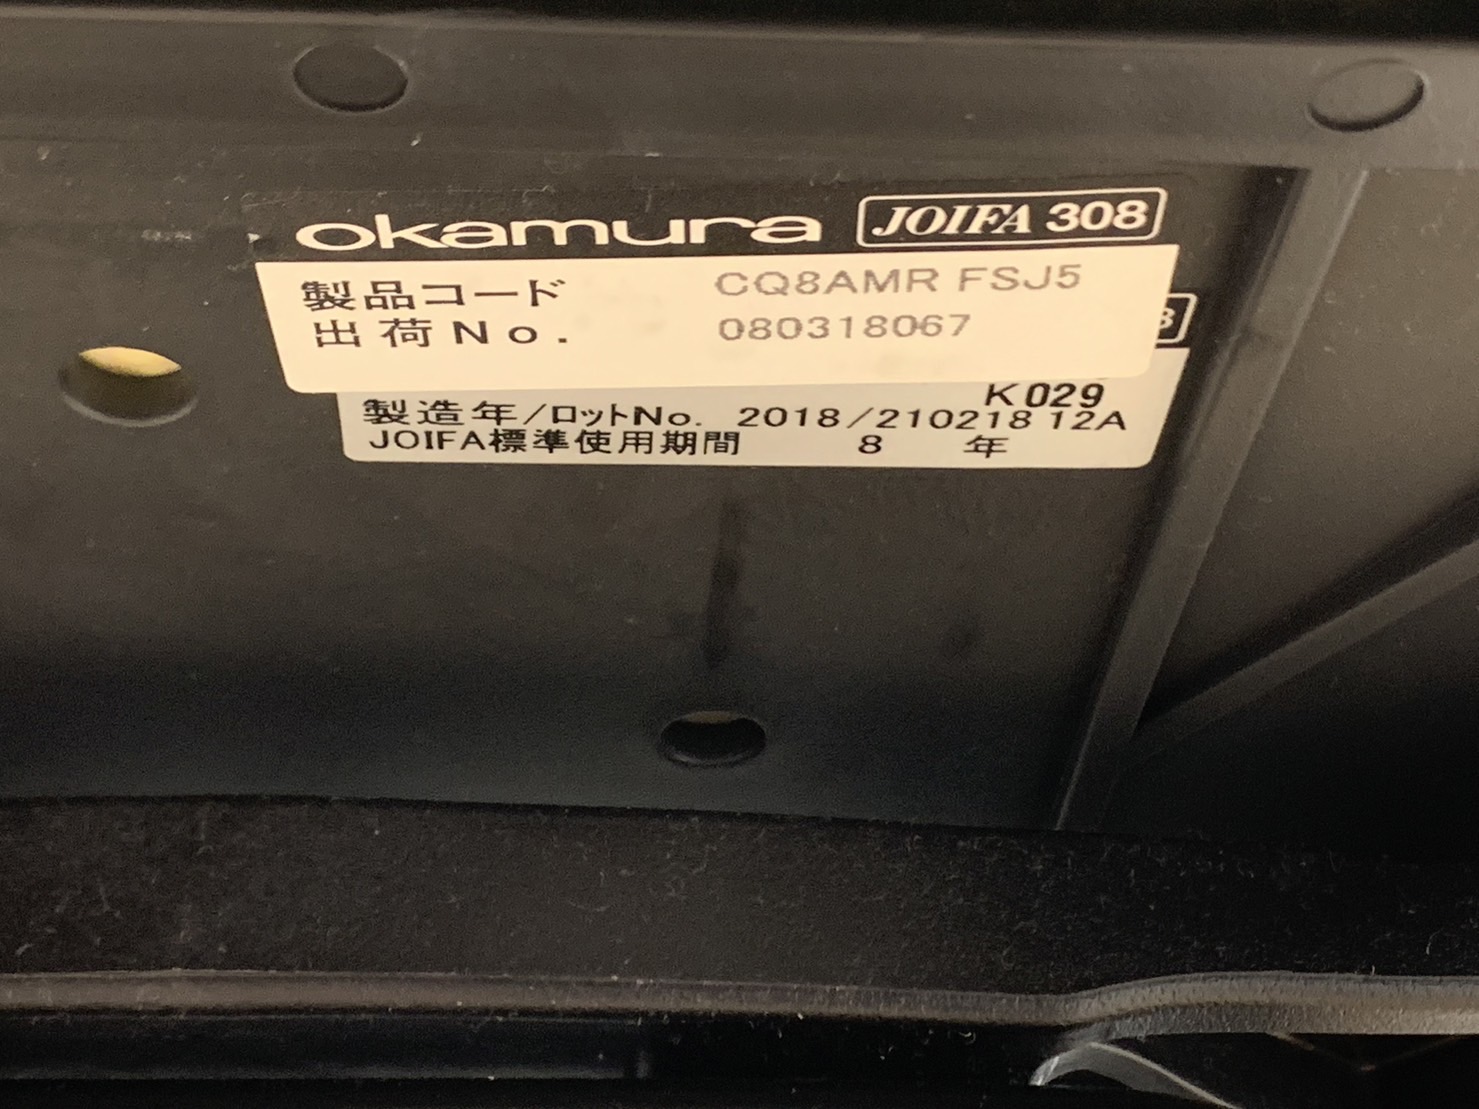 okamura JOIFA 308
製品コード CQ8AMR FSJ5
出荷No. 080318067
K029
製造年/ロットNo. 2018/210218 12A
JOIFA標準使用期間 8 年